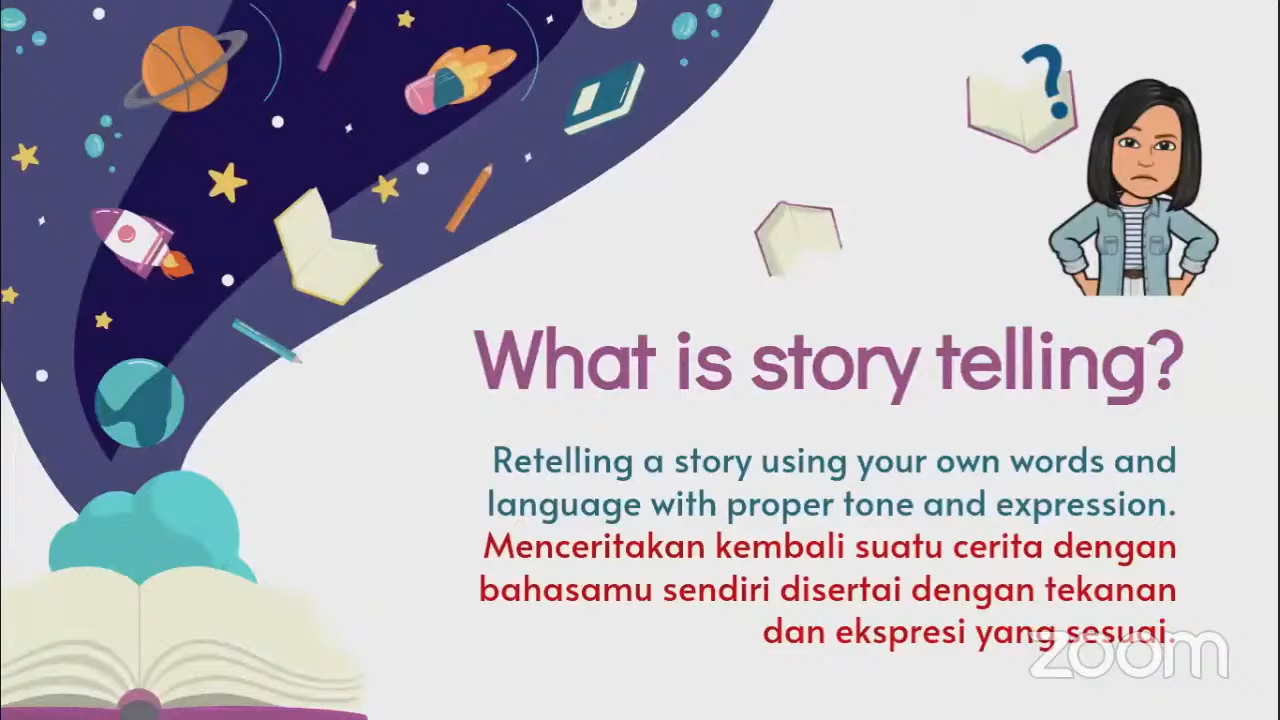 ?
What is story telling?
Retelling a story using your own words and
language with proper tone and expression.
Menceritakan kembali suatu cerita dengan
bahasamu sendiri disertai dengan tekanan
dan ekspresi yang sesuai.
zoom